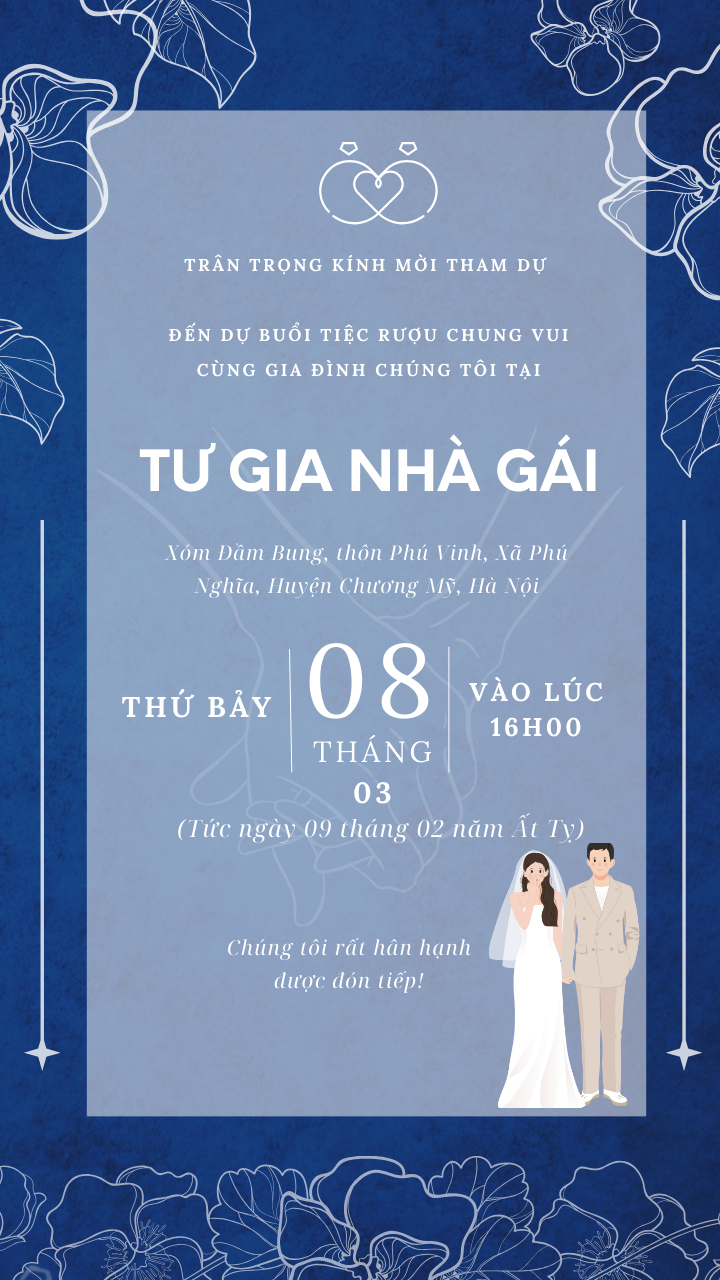 TRÂN TRỌNG KÍNH MỜI THAM DỰ
ĐẾN DỰ BUỔI TIỆC RƯỢU CHUNG VUI
CÙNG GIA ĐÌNH CHÚNG TÔI TẠI
TƯ GIA NHÀ GÁI
Xóm Đầm Bung, thôn Phú Vinh, Xã Phú
Nghĩa, Huyện Chương Mỹ, Hà Nội
THỨ BẢY
08
THÁNG
03
VÀO LÚC
16H00
(Tức ngày 09 tháng 02 năm Ất Tỵ)
Chúng tôi rất hân hạnh
được đón tiếp!